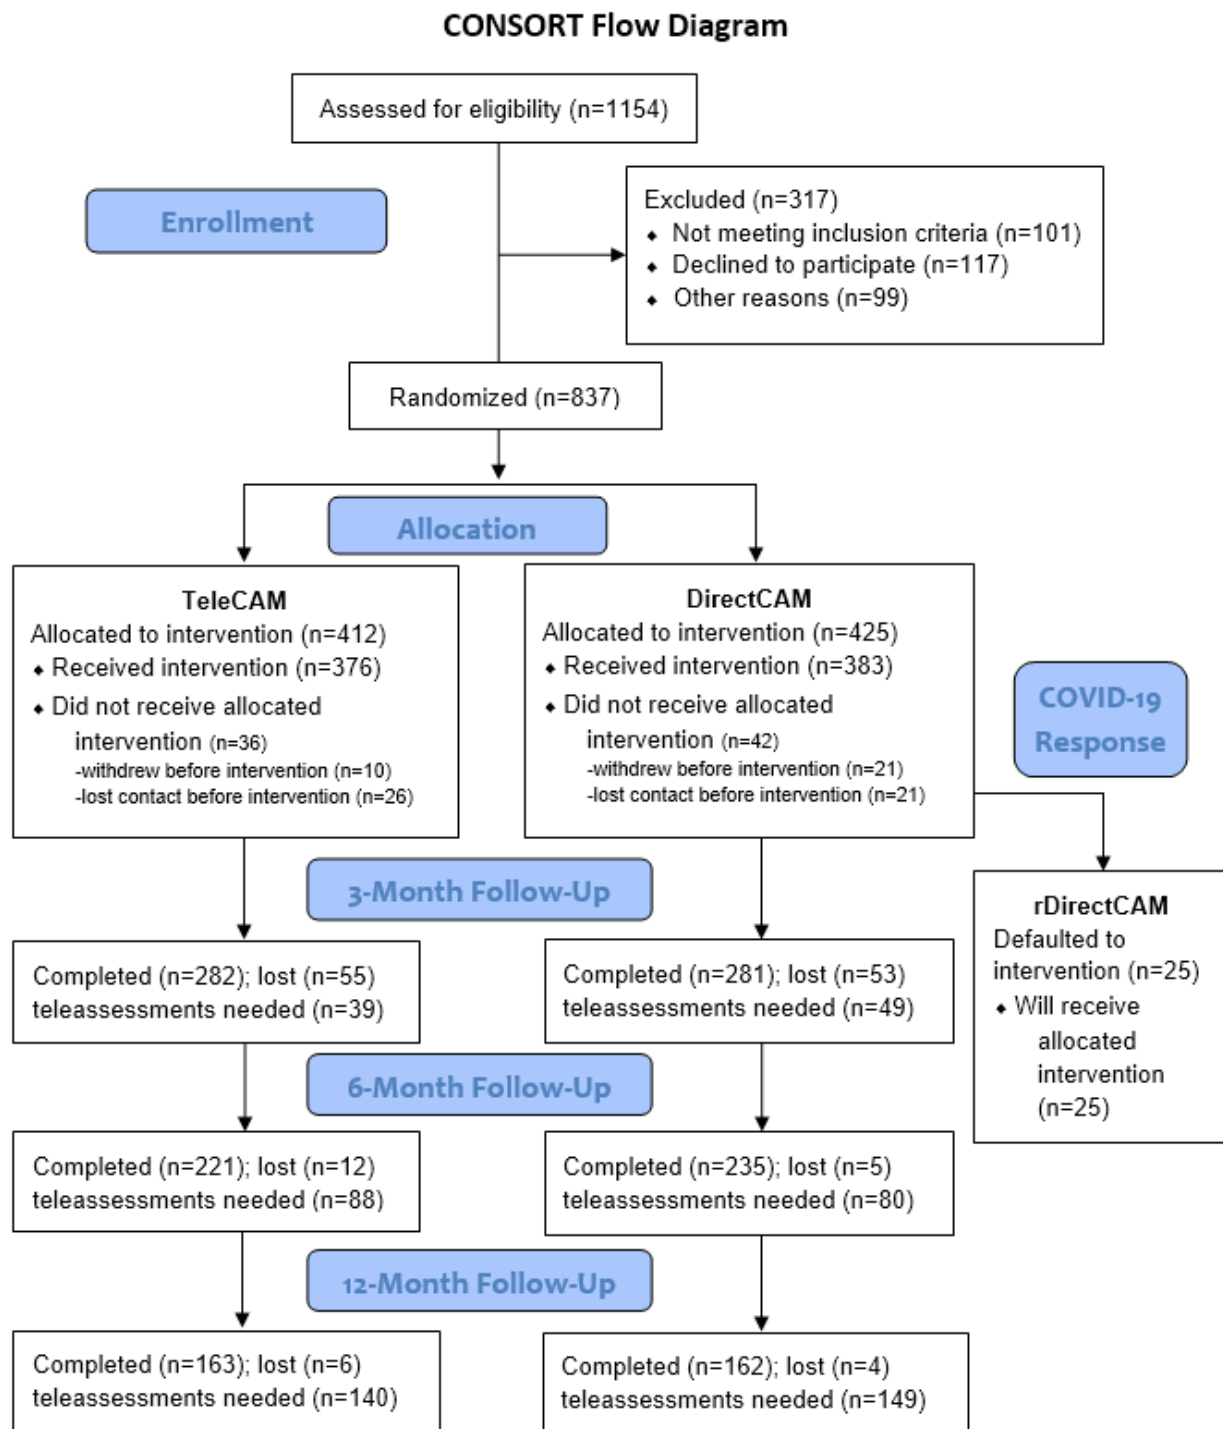 CONSORT Flow Diagram
Assessed for eligibility (n=1154)
Enrollment
Excluded (n=317)
⬥ Not meeting inclusion criteria (n=101)
⬥ Declined to participate (n=117)
⬥ Other reasons (n=99)
Randomized (n=837)
Allocation
TeleCAM
Allocated to intervention (n=412)
⬥ Received intervention (n=376)
⬥ Did not receive allocated
intervention (n=36)
-withdrew before intervention (n=10)
-lost contact before intervention (n=26)
DirectCAM
Allocated to intervention (n=425)
⬥ Received intervention (n=383)
⬥ Did not receive allocated
intervention (n=42)
-withdrew before intervention (n=21)
-lost contact before intervention (n=21)
COVID-19
Response
rDirectCAM
Defaulted to
intervention (n=25)
⬥ Will receive
allocated
intervention
(n=25)
3-Month Follow-Up
Completed (n=282); lost (n=55)
teleassessments needed (n=39)
Completed (n=281); lost (n=53)
teleassessments needed (n=49)
6-Month Follow-Up
Completed (n=221); lost (n=12)
teleassessments needed (n=88)
Completed (n=235); lost (n=5)
teleassessments needed (n=80)
12-Month Follow-Up
Completed (n=163); lost (n=6)
teleassessments needed (n=140)
Completed (n=162); lost (n=4)
teleassessments needed (n=149)